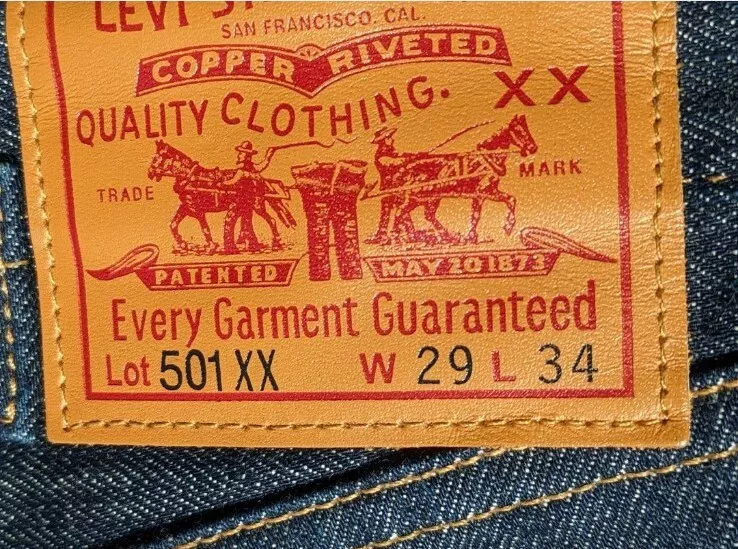 LEVI
SAN FRANCISCO, CAL.
COPPER RIVETED
XX
QUALITY CLOTHING.
TRADE MARK
PATENTED MAY 20 1873
Every Garment Guaranteed
Lot 501XX W 29 L 34